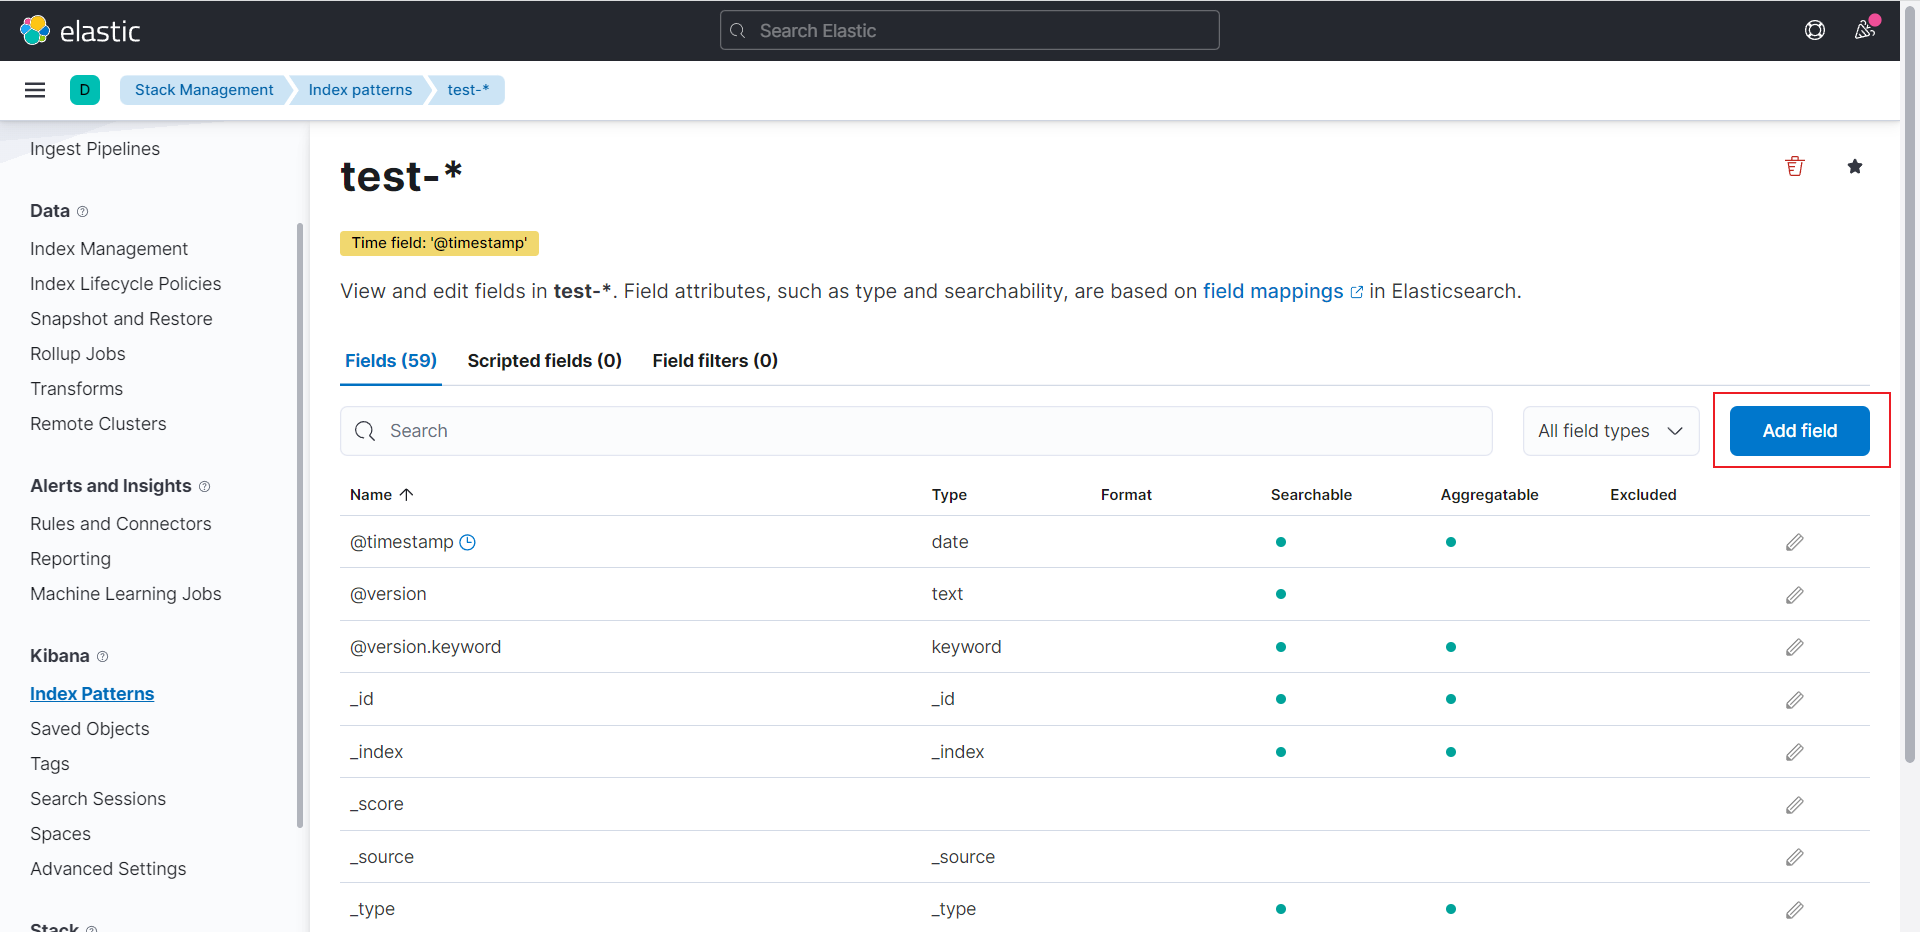 elastic
Search Elastic
D
Stack Management
Index patterns
test-*
Ingest Pipelines
Data
Index Management
Index Lifecycle Policies
Snapshot and Restore
Rollup Jobs
Transforms
Remote Clusters
Alerts and Insights
Rules and Connectors
Reporting
Machine Learning Jobs
Kibana
Index Patterns
Saved Objects
Tags
Search Sessions
Spaces
Advanced Settings
Stack
test-*
Time field: '@timestamp'
View and edit fields in test-*. Field attributes, such as type and searchability, are based on field mappings in Elasticsearch.
Fields (59) Scripted fields (0) Field filters (0)
Search
All field types
Add field
Name Type Format Searchable Aggregatable Excluded
@timestamp date
@version text
@version.keyword keyword
_id _id
_index _index
_score
_source _source
_type _type